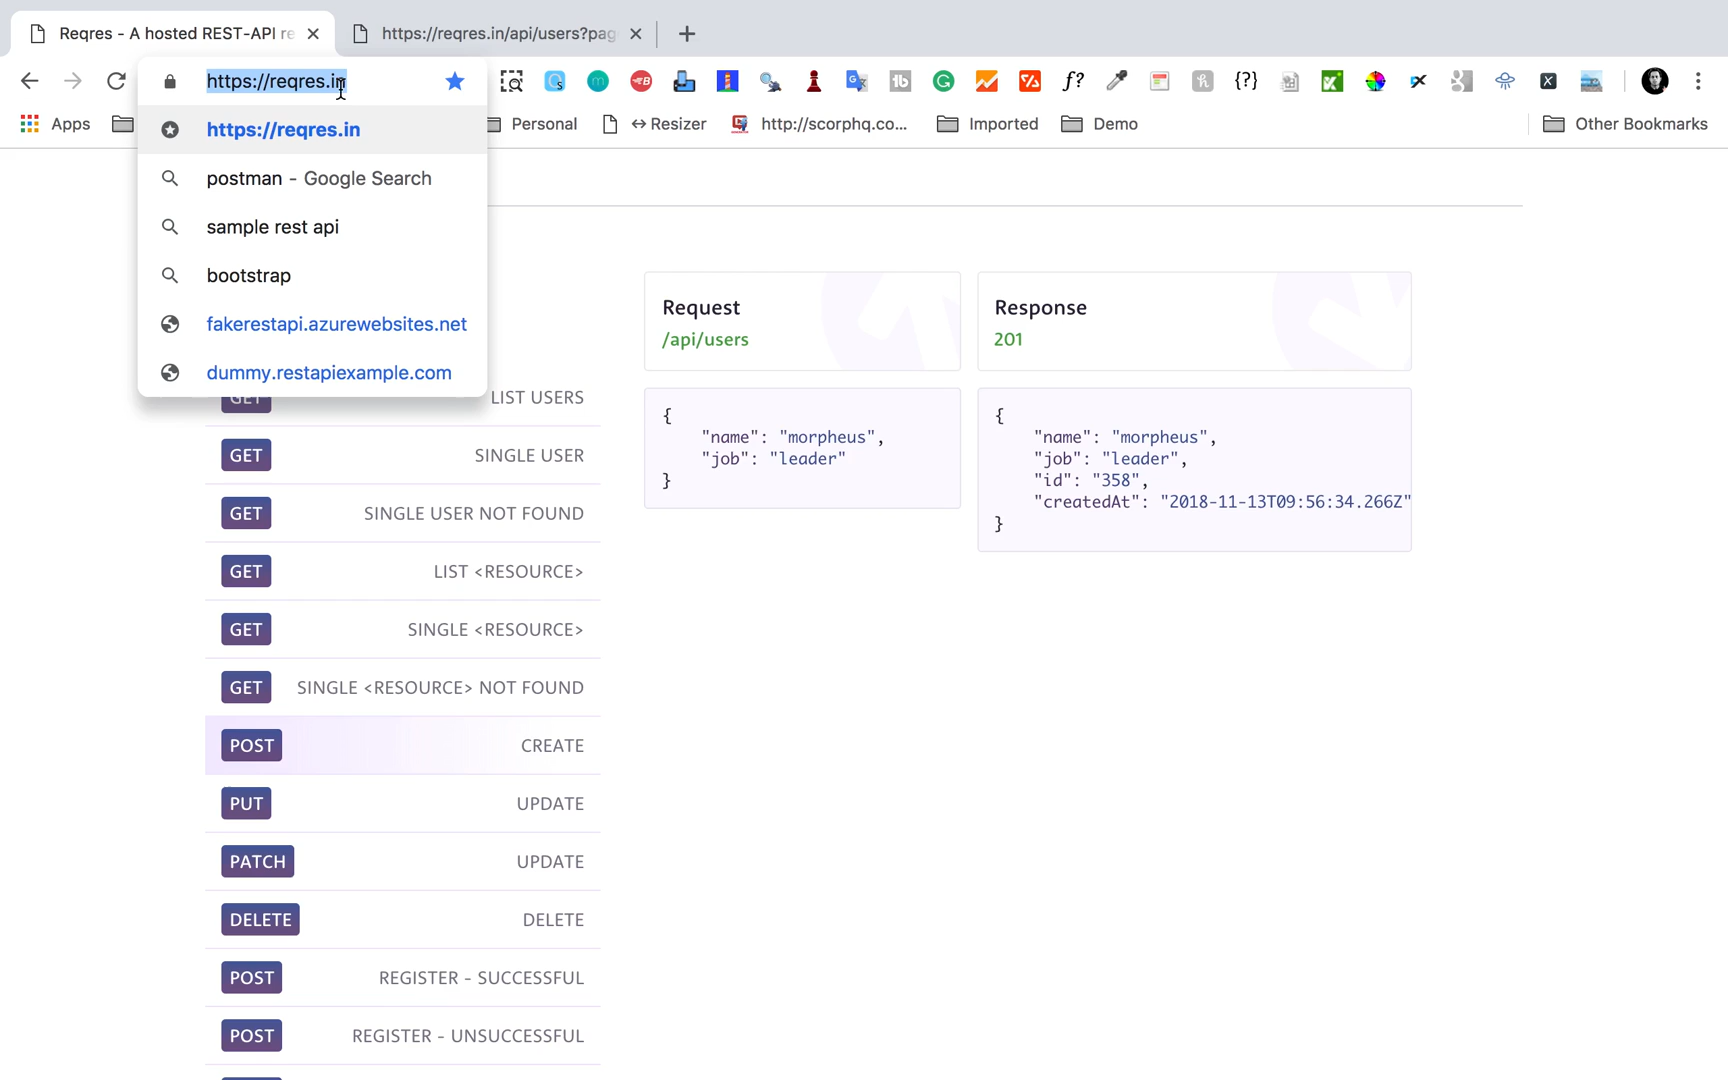 Reqres - A hosted REST-API re
https://reqres.in/api/users?pag
https://reqres.in
Apps
Personal
↔ Resizer
http://scorphq.co...
Imported
Demo
Other Bookmarks
https://reqres.in
postman - Google Search
sample rest api
bootstrap
fakerestapi.azurewebsites.net
dummy.restapiexample.com
GET LIST USERS
GET SINGLE USER
GET SINGLE USER NOT FOUND
GET LIST <RESOURCE>
GET SINGLE <RESOURCE>
GET SINGLE <RESOURCE> NOT FOUND
POST CREATE
PUT UPDATE
PATCH UPDATE
DELETE DELETE
POST REGISTER - SUCCESSFUL
POST REGISTER - UNSUCCESSFUL
Request
/api/users
{
"name": "morpheus",
"job": "leader"
}
Response
201
{
"name": "morpheus",
"job": "leader",
"id": "358",
"createdAt": "2018-11-13T09:56:34.266Z"
}